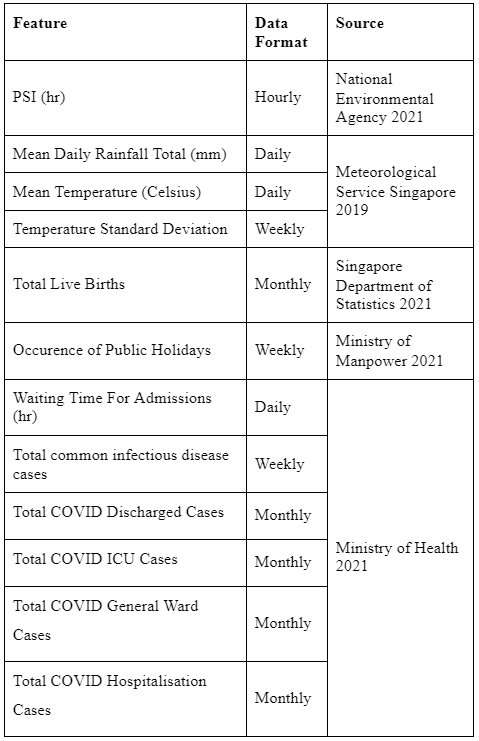 Feature
Data
Format
Source
PSI (hr)
Hourly
National
Environmental
Agency 2021
Mean Daily Rainfall Total (mm)
Daily
Meteorological
Service Singapore
2019
Mean Temperature (Celsius)
Daily
Temperature Standard Deviation
Weekly
Total Live Births
Monthly
Singapore
Department of
Statistics 2021
Occurence of Public Holidays
Weekly
Ministry of
Manpower 2021
Waiting Time For Admissions
(hr)
Daily
Ministry of Health
2021
Total common infectious disease
cases
Weekly
Total COVID Discharged Cases
Monthly
Total COVID ICU Cases
Monthly
Total COVID General Ward
Cases
Monthly
Total COVID Hospitalisation
Cases
Monthly